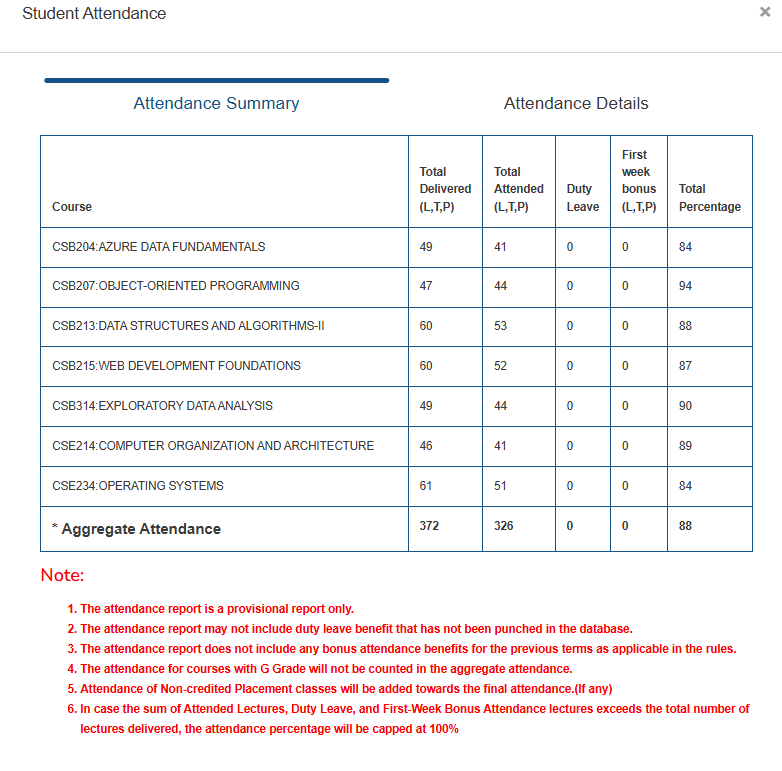 Student Attendance ×
Attendance Summary Attendance Details
Course Total Delivered (L,T,P) Total Attended (L,T,P) Duty Leave First week bonus (L,T,P) Total Percentage
CSB204:AZURE DATA FUNDAMENTALS 49 41 0 0 84
CSB207:OBJECT-ORIENTED PROGRAMMING 47 44 0 0 94
CSB213:DATA STRUCTURES AND ALGORITHMS-II 60 53 0 0 88
CSB215:WEB DEVELOPMENT FOUNDATIONS 60 52 0 0 87
CSB314:EXPLORATORY DATA ANALYSIS 49 44 0 0 90
CSE214:COMPUTER ORGANIZATION AND ARCHITECTURE 46 41 0 0 89
CSE234:OPERATING SYSTEMS 61 51 0 0 84
* Aggregate Attendance 372 326 0 0 88
Note:
1. The attendance report is a provisional report only.
2. The attendance report may not include duty leave benefit that has not been punched in the database.
3. The attendance report does not include any bonus attendance benefits for the previous terms as applicable in the rules.
4. The attendance for courses with G Grade will not be counted in the aggregate attendance.
5. Attendance of Non-credited Placement classes will be added towards the final attendance.(If any)
6. In case the sum of Attended Lectures, Duty Leave, and First-Week Bonus Attendance lectures exceeds the total number of
lectures delivered, the attendance percentage will be capped at 100%